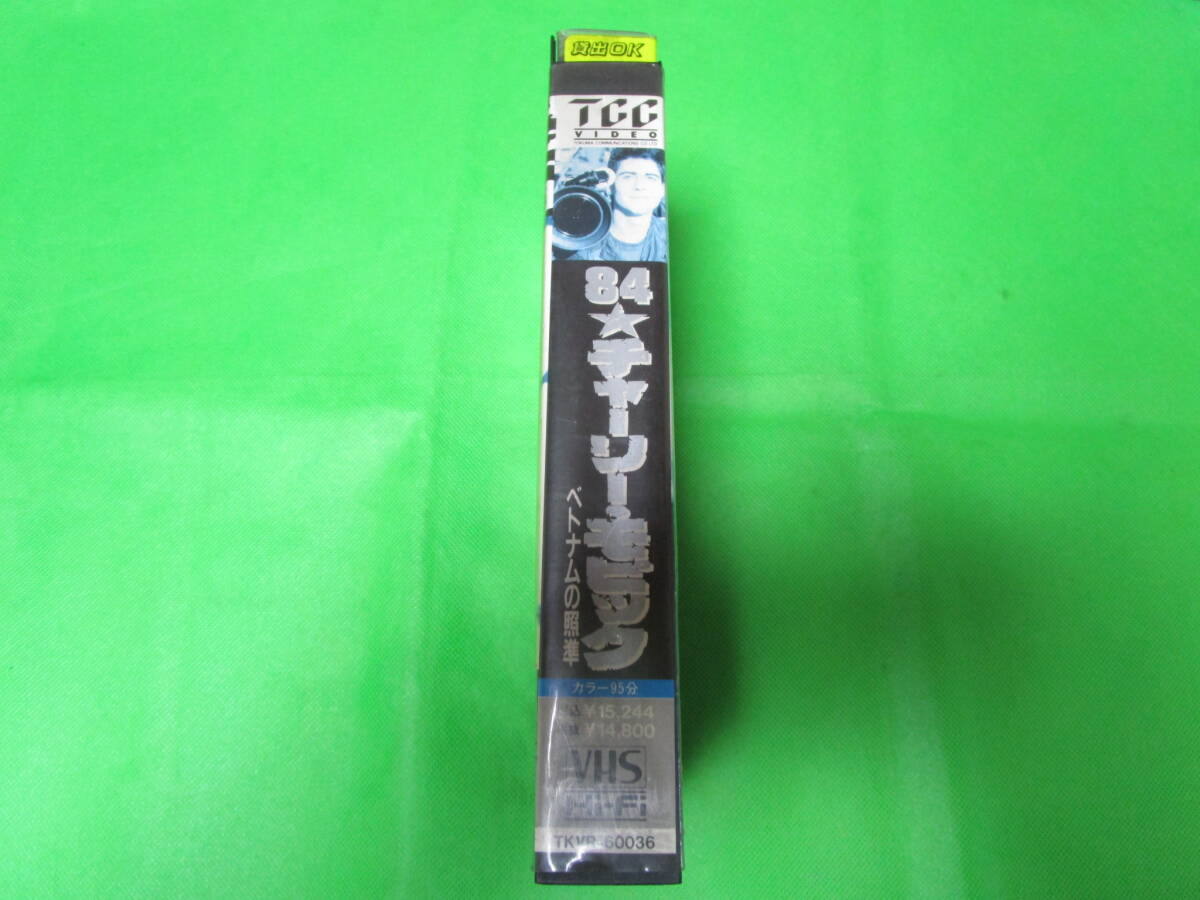 貸出OK
TCC
VIDEO
TOKUMA COMMUNICATIONS CO.,LTD.
84★チャーリー・モピック
ベトナムの照準
カラー95分
¥15,244
¥14,800
VHS
Hi-Fi
TKVR-60036